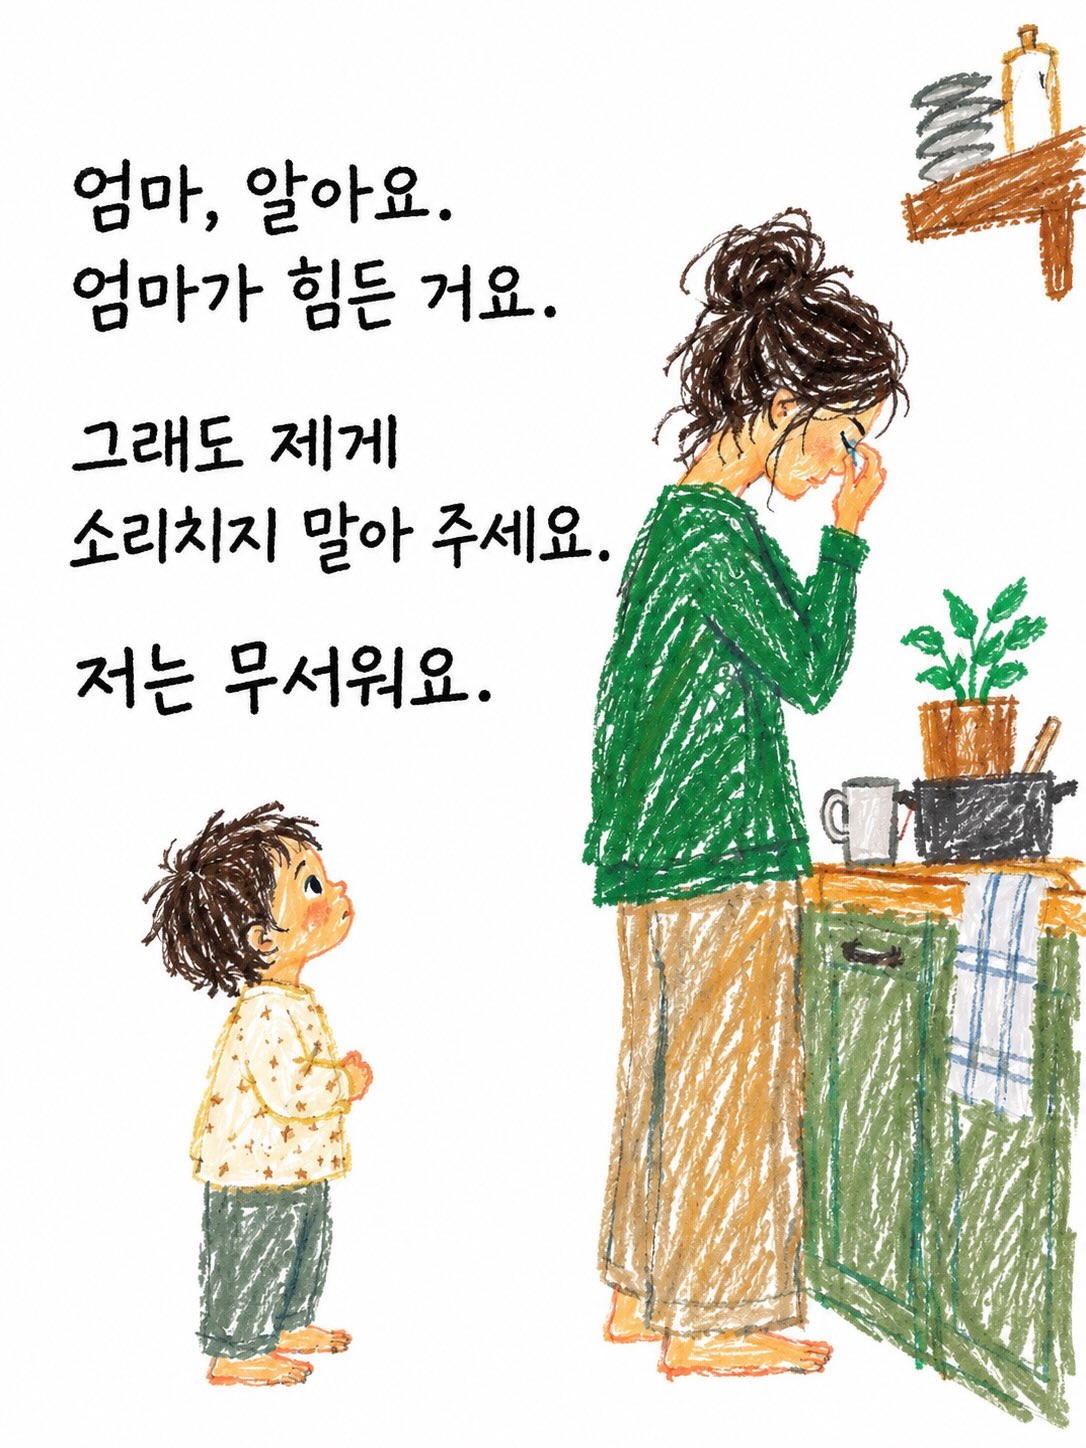 엄마, 알아요.
엄마가 힘든 거요.
그래도 제게
소리치지 말아 주세요.
저는 무서워요.